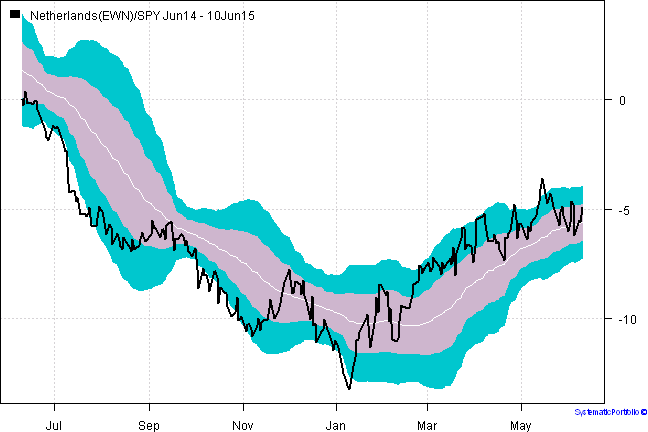 Netherlands(EWN)/SPY Jun14 - 10Jun15
0
-5
-10
Jul Sep Nov Jan Mar May
SystematicPortfolio ©